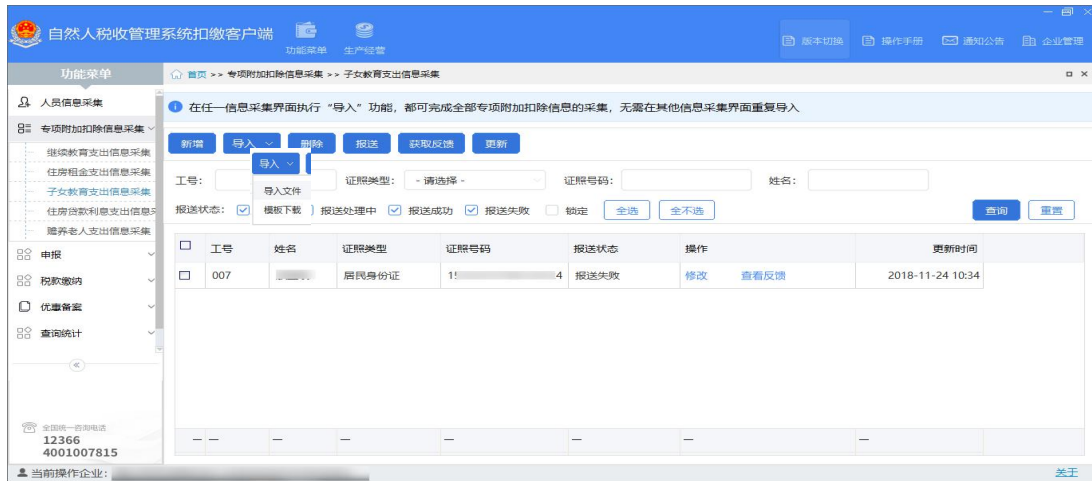 自然人税收管理系统扣缴客户端
功能菜单
生产经营
版本切换
操作手册
通知公告
企业管理
功能菜单
首页 >> 专项附加扣除信息采集 >> 子女教育支出信息采集
人员信息采集
专项附加扣除信息采集
继续教育支出信息采集
住房租金支出信息采集
子女教育支出信息采集
住房贷款利息支出信息采
赡养老人支出信息采集
申报
税款缴纳
优惠备案
查询统计
全国统一咨询电话
12366
4001007815
在任一信息采集界面执行“导入”功能，都可完成全部专项附加扣除信息的采集，无需在其他信息采集界面重复导入
新增 导入 删除 报送 获取反馈 更新
导入
导入文件
模板下载
工号: 证照类型: - 请选择 - 证照号码: 姓名:
报送状态: 报送处理中 报送成功 报送失败 锁定 全选 全不选 查询 重置
工号 姓名 证照类型 证照号码 报送状态 操作 更新时间
007 居民身份证 1 4 报送失败 修改 查看反馈 2018-11-24 10:34
— — — — — — — —
当前操作企业:
关于